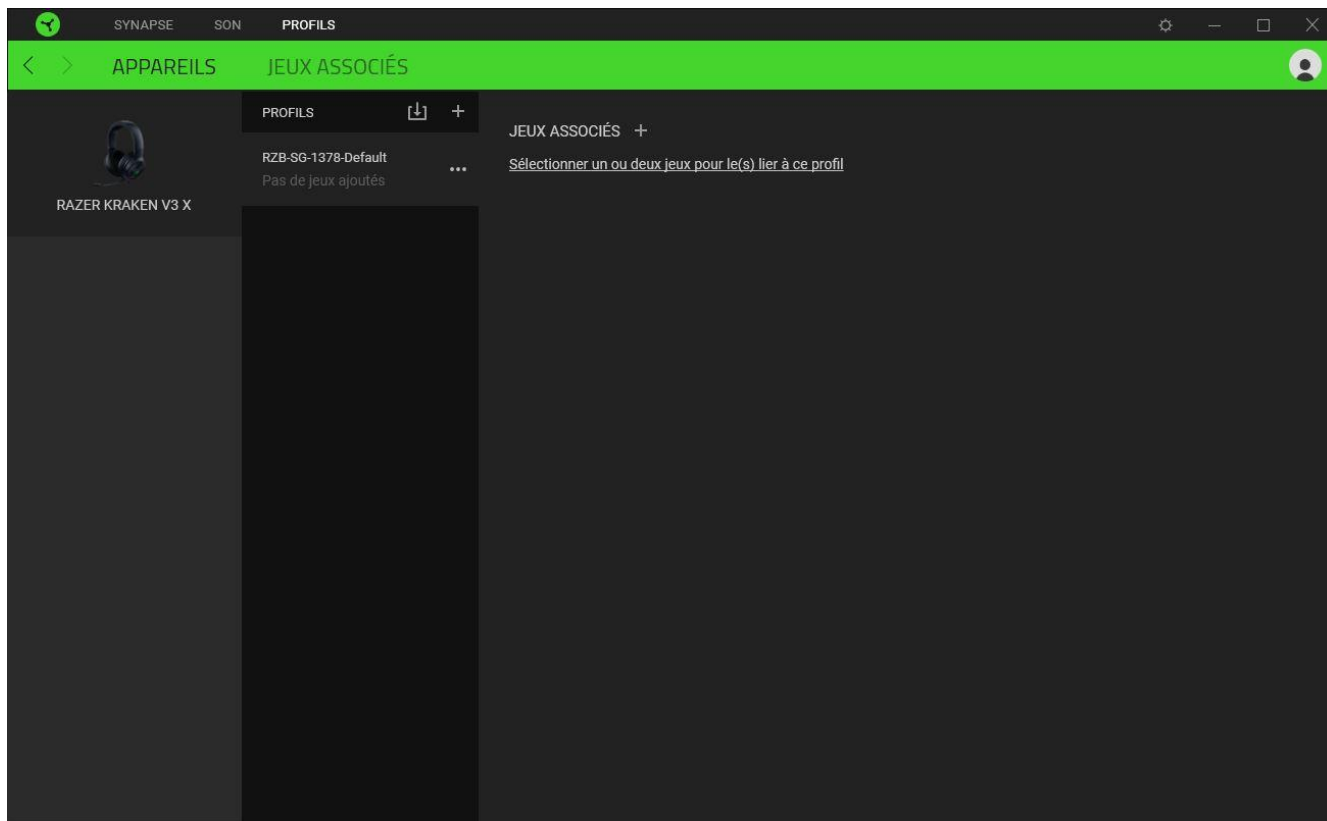 SYNAPSE SON PROFILS
APPAREILS JEUX ASSOCIÉS
RAZER KRAKEN V3 X
PROFILS
RZB-SG-1378-Default
Pas de jeux ajoutés
JEUX ASSOCIÉS +
Sélectionner un ou deux jeux pour le(s) lier à ce profil